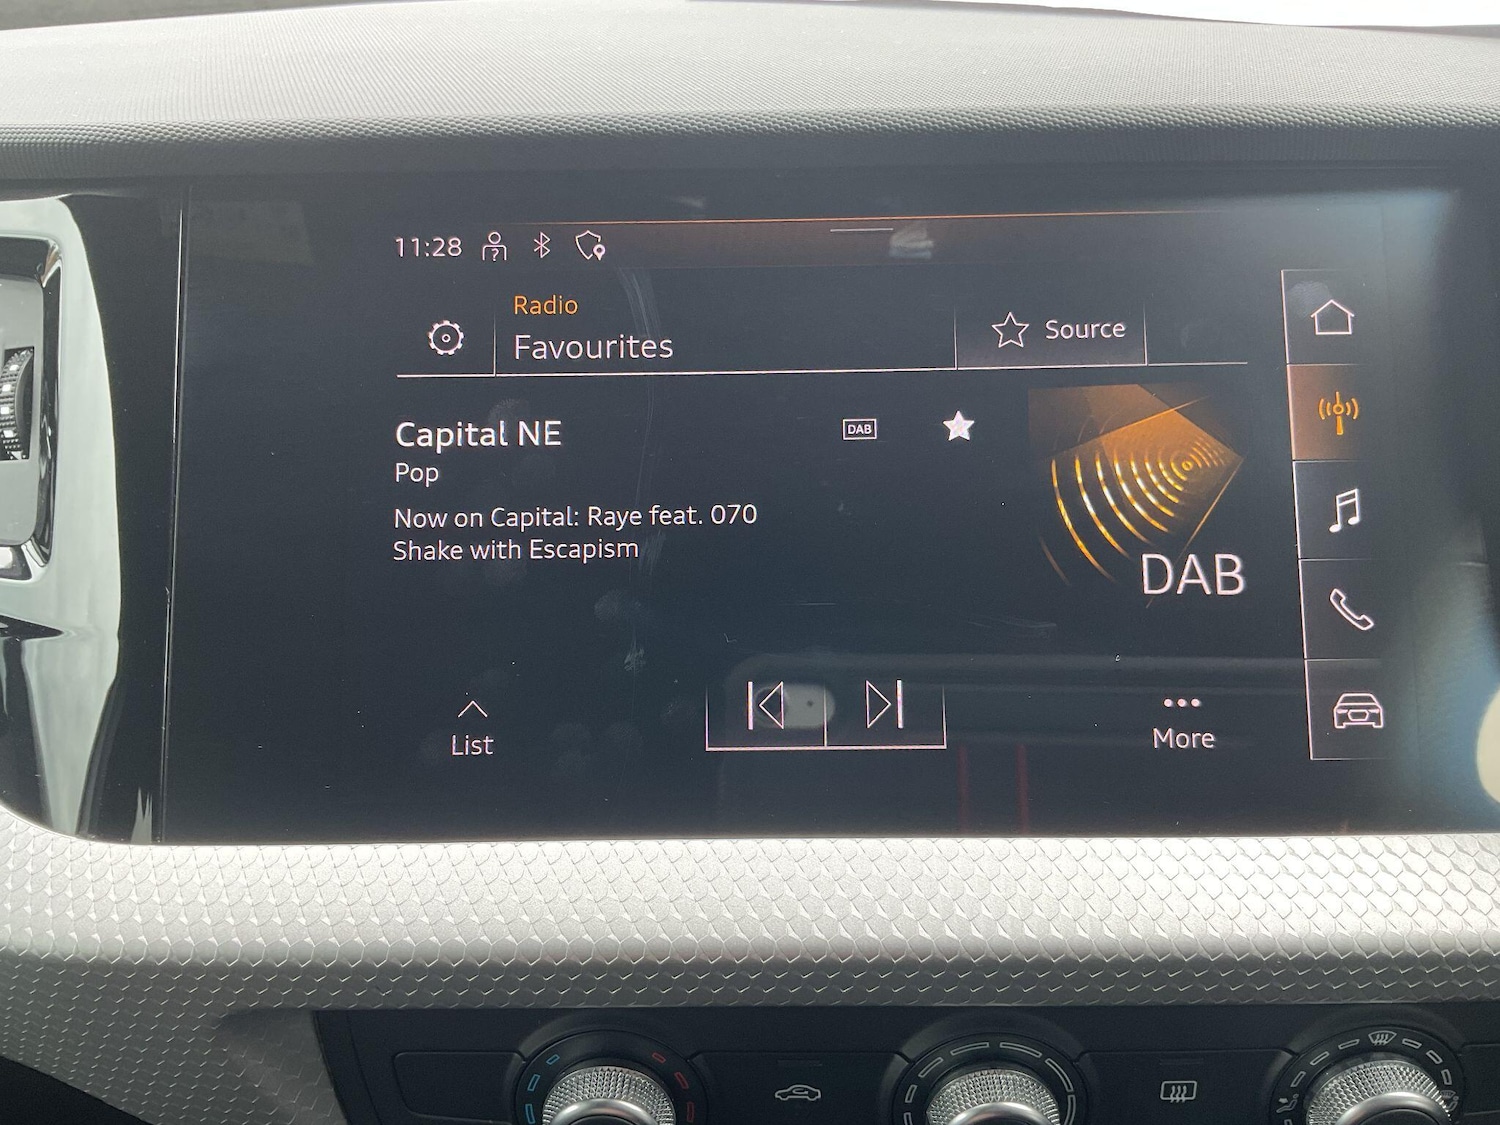 11:28
Radio
Favourites
Source
Capital NE
DAB
Pop
Now on Capital: Raye feat. 070
Shake with Escapism
DAB
List
More